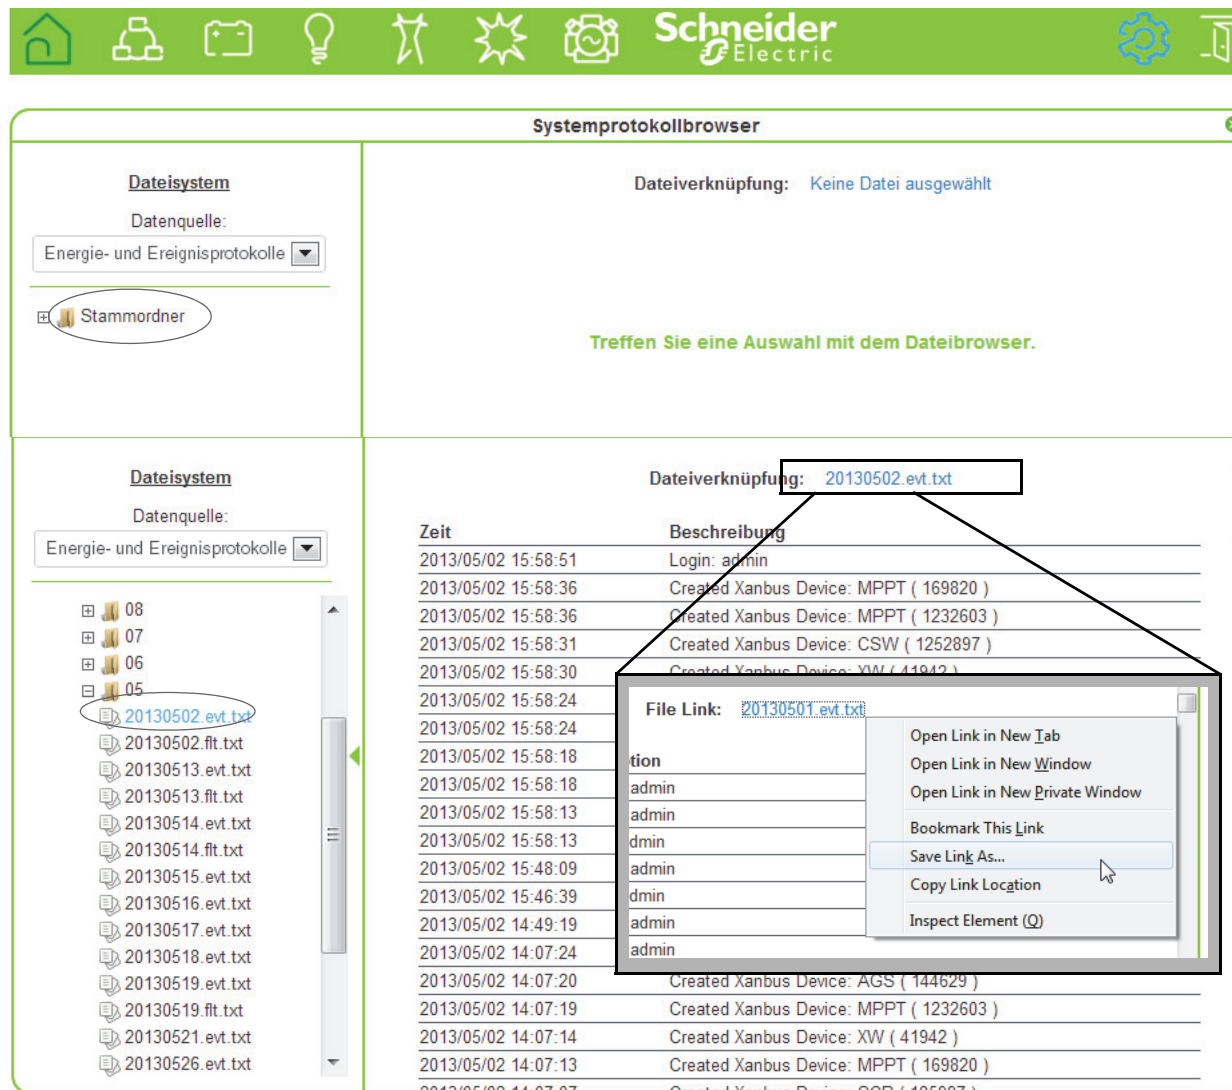 Schneider
Electric
Systemprotokollbrowser
Dateisystem
Datenquelle:
Energie- und Ereignisprotokolle
Stammordner
Dateiverknüpfung: Keine Datei ausgewählt
Treffen Sie eine Auswahl mit dem Dateibrowser.
Dateisystem
Datenquelle:
Energie- und Ereignisprotokolle
08
07
06
05
20130502.evt.txt
20130502.flt.txt
20130513.evt.txt
20130513.flt.txt
20130514.evt.txt
20130514.flt.txt
20130515.evt.txt
20130516.evt.txt
20130517.evt.txt
20130518.evt.txt
20130519.evt.txt
20130519.flt.txt
20130521.evt.txt
20130526.evt.txt
Dateiverknüpfung: 20130502.evt.txt
Zeit Beschreibung
2013/05/02 15:58:51 Login: admin
2013/05/02 15:58:36 Created Xanbus Device: MPPT ( 169820 )
2013/05/02 15:58:36 Created Xanbus Device: MPPT ( 1232603 )
2013/05/02 15:58:31 Created Xanbus Device: CSW ( 1252897 )
2013/05/02 15:58:30 Created Xanbus Device: XW ( 41942 )
2013/05/02 15:58:24
2013/05/02 15:58:24
2013/05/02 15:58:18
2013/05/02 15:58:18
2013/05/02 15:58:13
2013/05/02 15:58:13
2013/05/02 15:48:09
2013/05/02 15:46:39
2013/05/02 14:49:19
2013/05/02 14:07:24
2013/05/02 14:07:20 Created Xanbus Device: AGS ( 144629 )
2013/05/02 14:07:19 Created Xanbus Device: MPPT ( 1232603 )
2013/05/02 14:07:14 Created Xanbus Device: XW ( 41942 )
2013/05/02 14:07:13 Created Xanbus Device: MPPT ( 169820 )
File Link: 20130501.evt.txt
tion
admin
admin
dmin
admin
dmin
admin
admin
Open Link in New Tab
Open Link in New Window
Open Link in New Private Window
Bookmark This Link
Save Link As...
Copy Link Location
Inspect Element (Q)